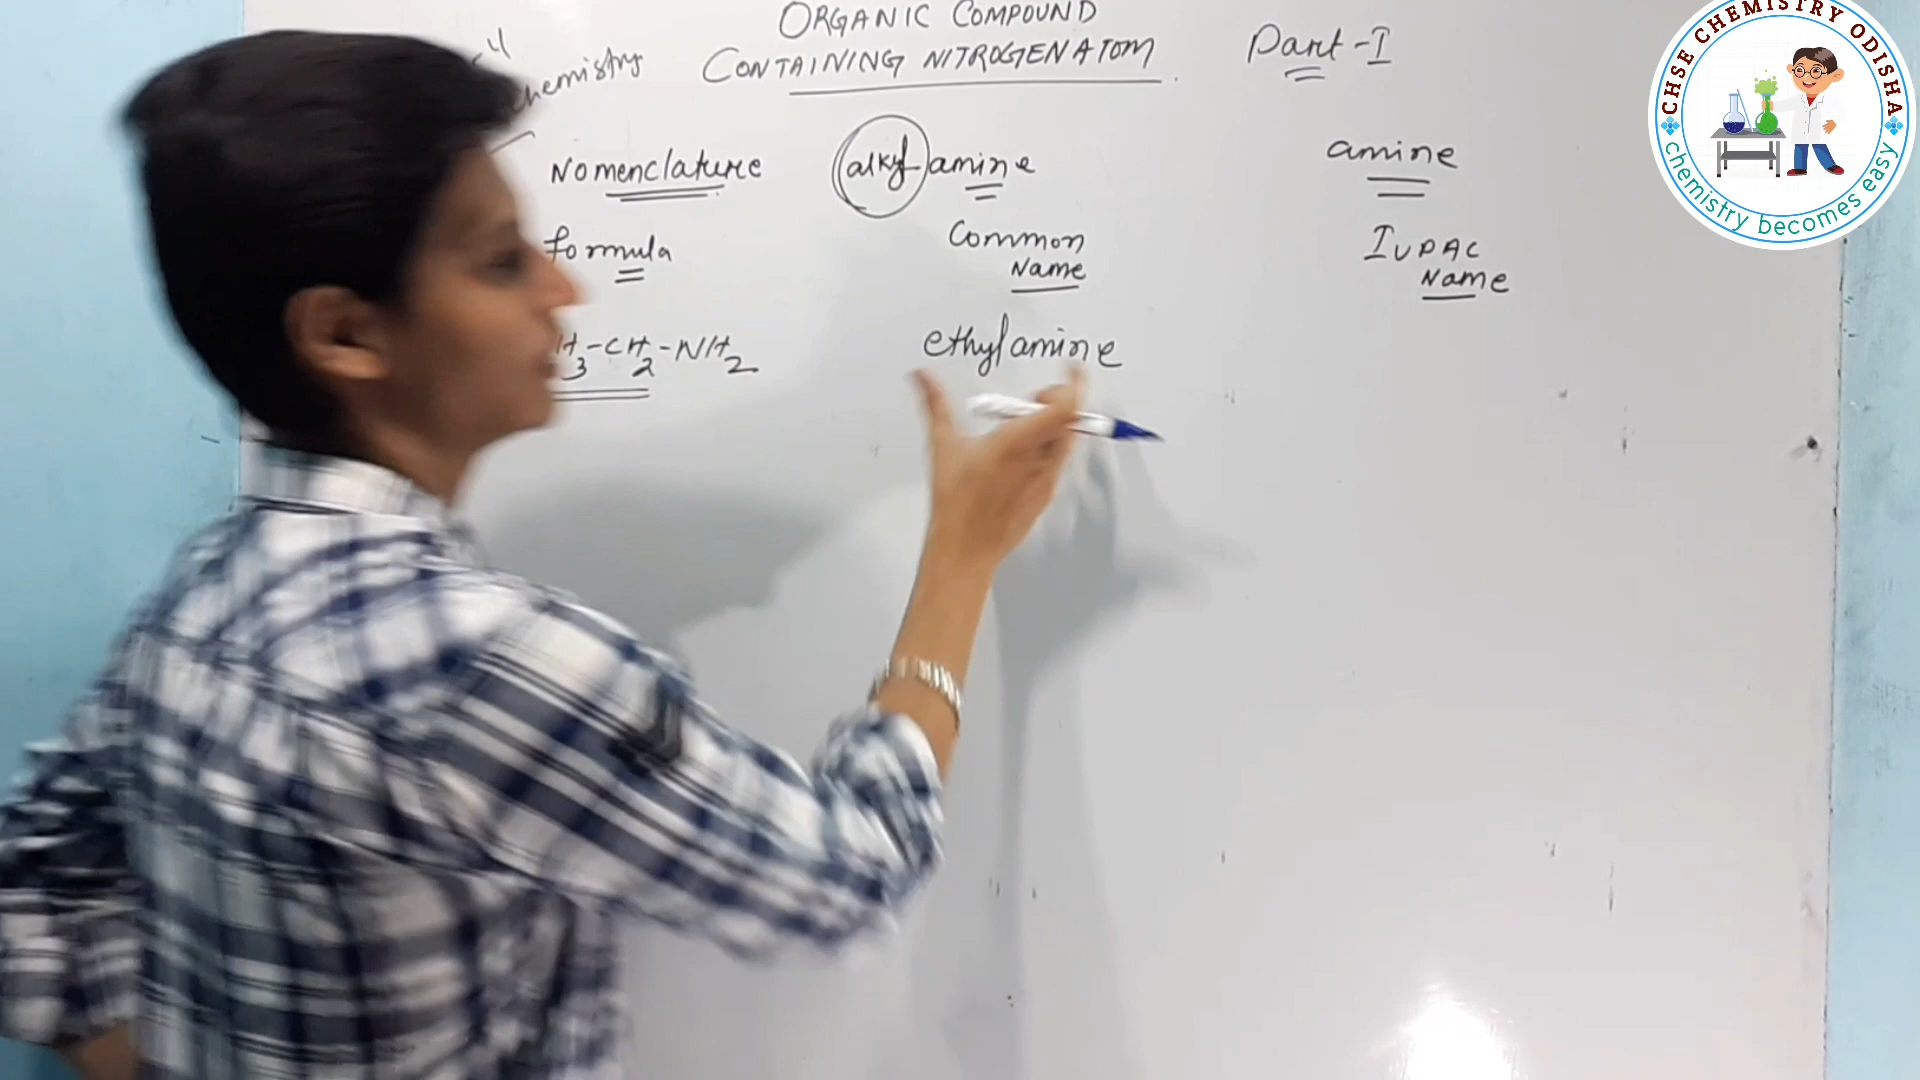 ORGANIC COMPOUND
CONTAINING NITROGEN ATOM Part-I
chemistry
Nomenclature alkyl amine amine
formula Common Name IUPAC Name
H3-CH2-NH2 ethylamine
CHSE CHEMISTRY ODISHA
chemistry becomes easy